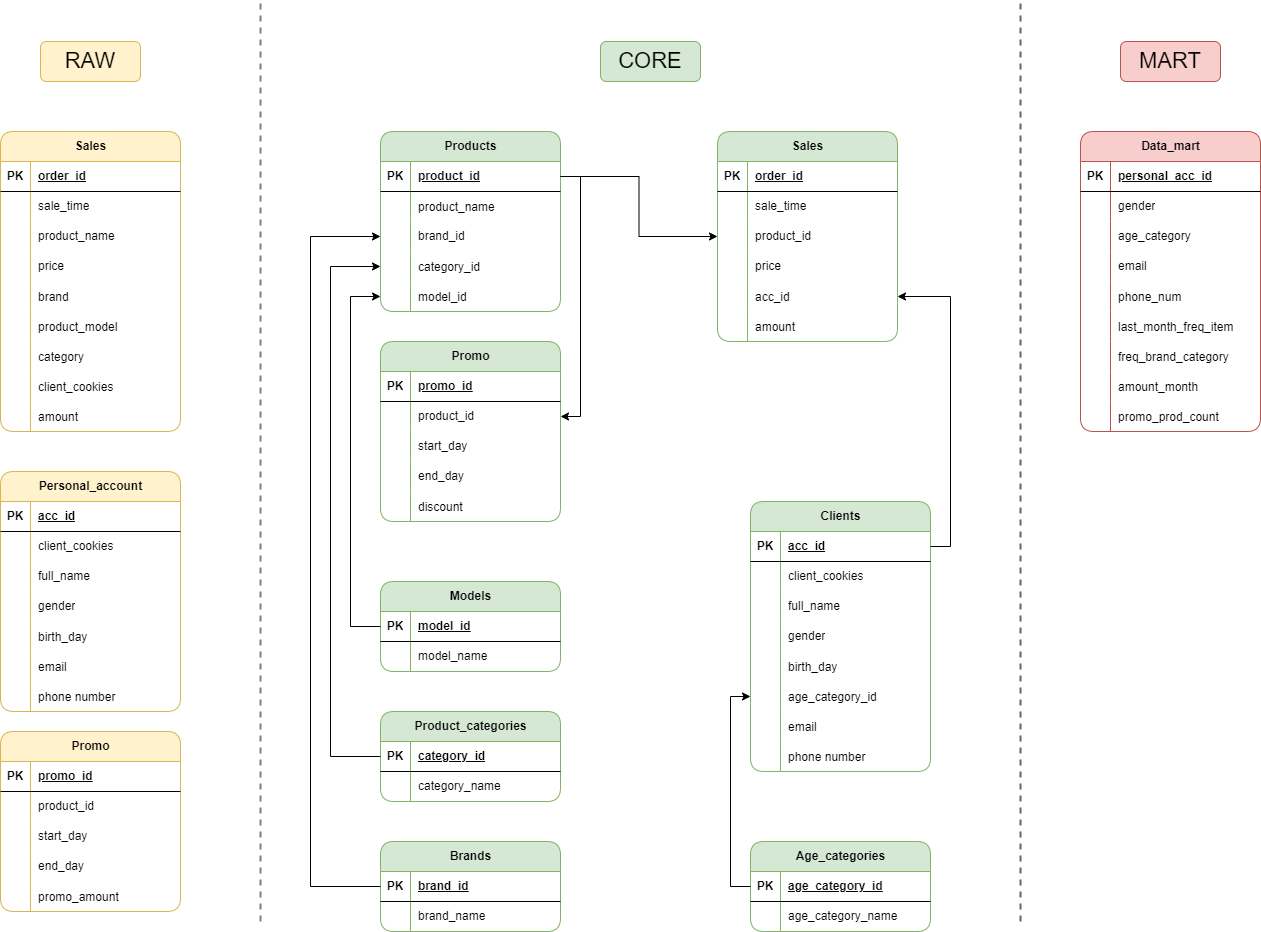 RAW
CORE
MART
Sales
PK order_id
sale_time
product_name
price
brand
product_model
category
client_cookies
amount
Personal_account
PK acc_id
client_cookies
full_name
gender
birth_day
email
phone number
Promo
PK promo_id
product_id
start_day
end_day
promo_amount
Products
PK product_id
product_name
brand_id
category_id
model_id
Promo
PK promo_id
product_id
start_day
end_day
discount
Models
PK model_id
model_name
Product_categories
PK category_id
category_name
Brands
PK brand_id
brand_name
Sales
PK order_id
sale_time
product_id
price
acc_id
amount
Clients
PK acc_id
client_cookies
full_name
gender
birth_day
age_category_id
email
phone number
Age_categories
PK age_category_id
age_category_name
Data_mart
PK personal_acc_id
gender
age_category
email
phone_num
last_month_freq_item
freq_brand_category
amount_month
promo_prod_count